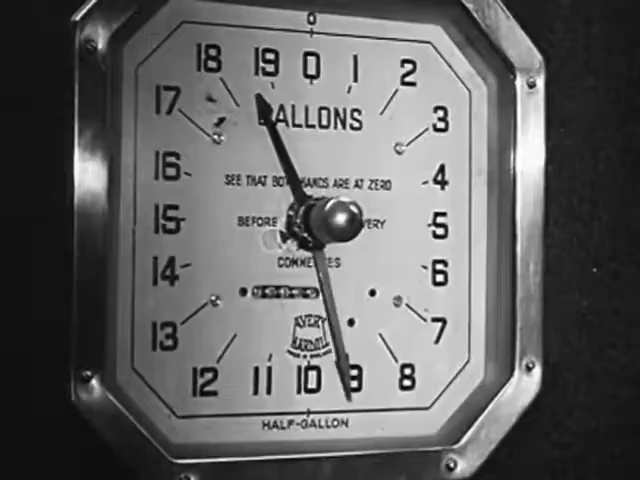 0
18 19 0 1 2
17 3
GALLONS
16 4
SEE THAT BOTH HANDS ARE AT ZERO
15 BEFORE VERY 5
COMMENCES
14 6
AVERY
HARDOLL
13 7
12 11 10 9 8
HALF-GALLON